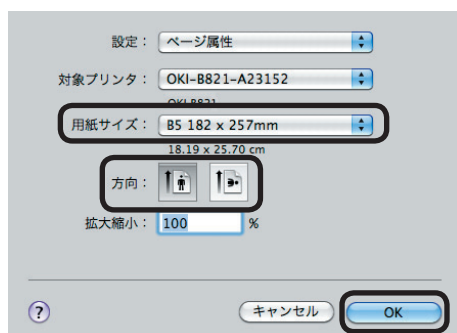 設定： ページ属性
対象プリンタ： OKI-B821-A23152
OKI-B821
用紙サイズ： B5 182 x 257mm
18.19 x 25.70 cm
方向：
拡大縮小： 100 %
? キャンセル OK